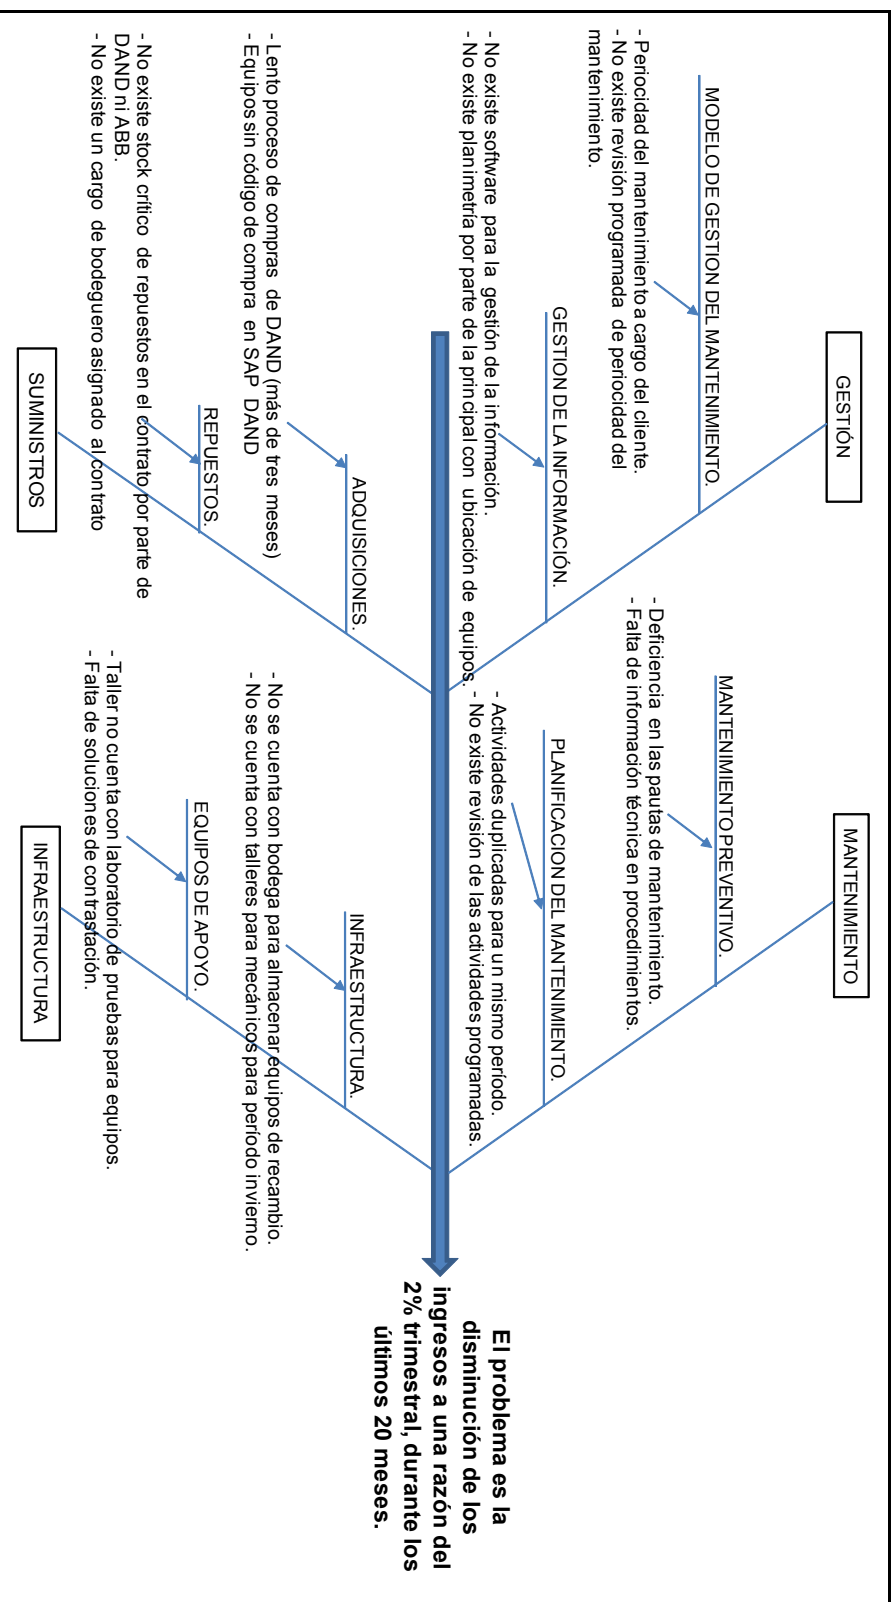 GESTIÓN
MODELO DE GESTION DEL MANTENIMIENTO.
- Periocidad del mantenimiento a cargo del cliente.
- No existe revisión programada de periocidad del
mantenimiento.
GESTION DE LA INFORMACIÓN.
- No existe software para la gestión de la información.
- No existe planimetría por parte de la principal con ubicación de equipos.
MANTENIMIENTO
MANTENIMIENTO PREVENTIVO.
- Deficiencia en las pautas de mantenimiento.
- Falta de información técnica en procedimientos.
PLANIFICACION DEL MANTENIMIENTO.
- Actividades duplicadas para un mismo período.
- No existe revisión de las actividades programadas.
El problema es la
disminución de los
ingresos a una razón del
2% trimestral, durante los
últimos 20 meses.
ADQUISICIONES.
- Lento proceso de compras de DAND (más de tres meses)
- Equipos sin código de compra en SAP DAND
REPUESTOS.
- No existe stock crítico de repuestos en el contrato por parte de
DAND ni ABB.
- No existe un cargo de bodeguero asignado al contrato
SUMINISTROS
INFRAESTRUCTURA.
- No se cuenta con bodega para almacenar equipos de recambio.
- No se cuenta con talleres para mecánicos para período invierno.
EQUIPOS DE APOYO.
- Taller no cuenta con laboratorio de pruebas para equipos.
- Falta de soluciones de contrastación.
INFRAESTRUCTURA